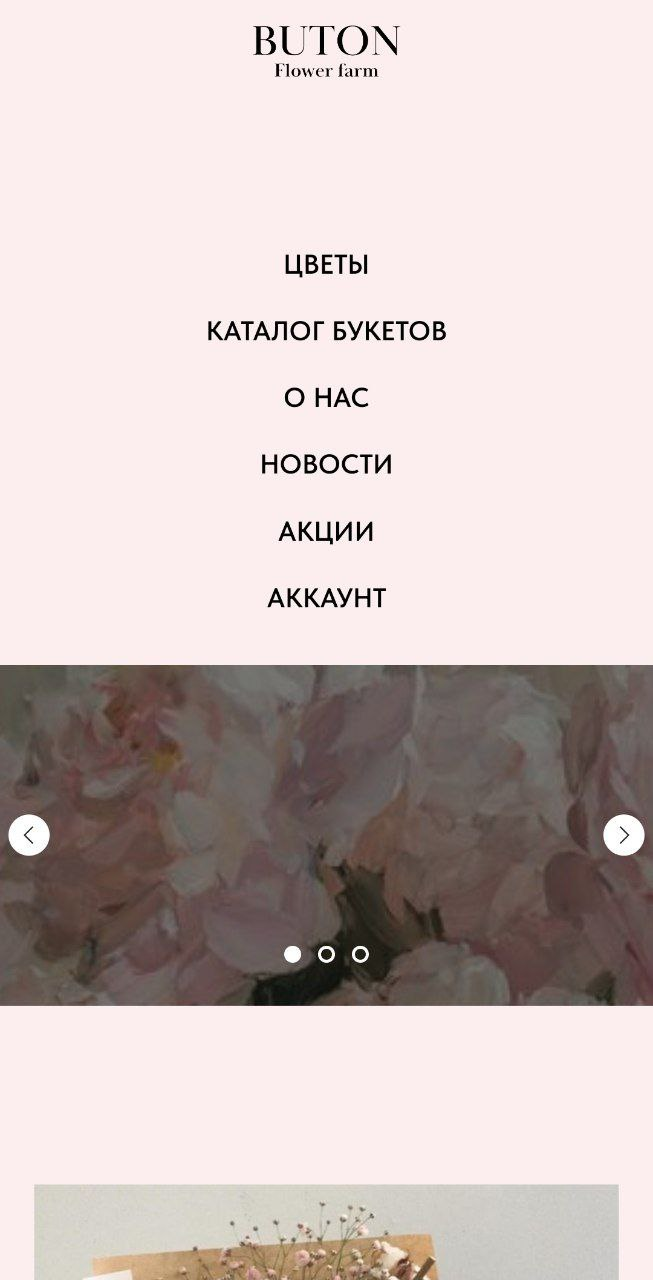 BUTON
Flower farm
ЦВЕТЫ
КАТАЛОГ БУКЕТОВ
О НАС
НОВОСТИ
АКЦИИ
АККАУНТ